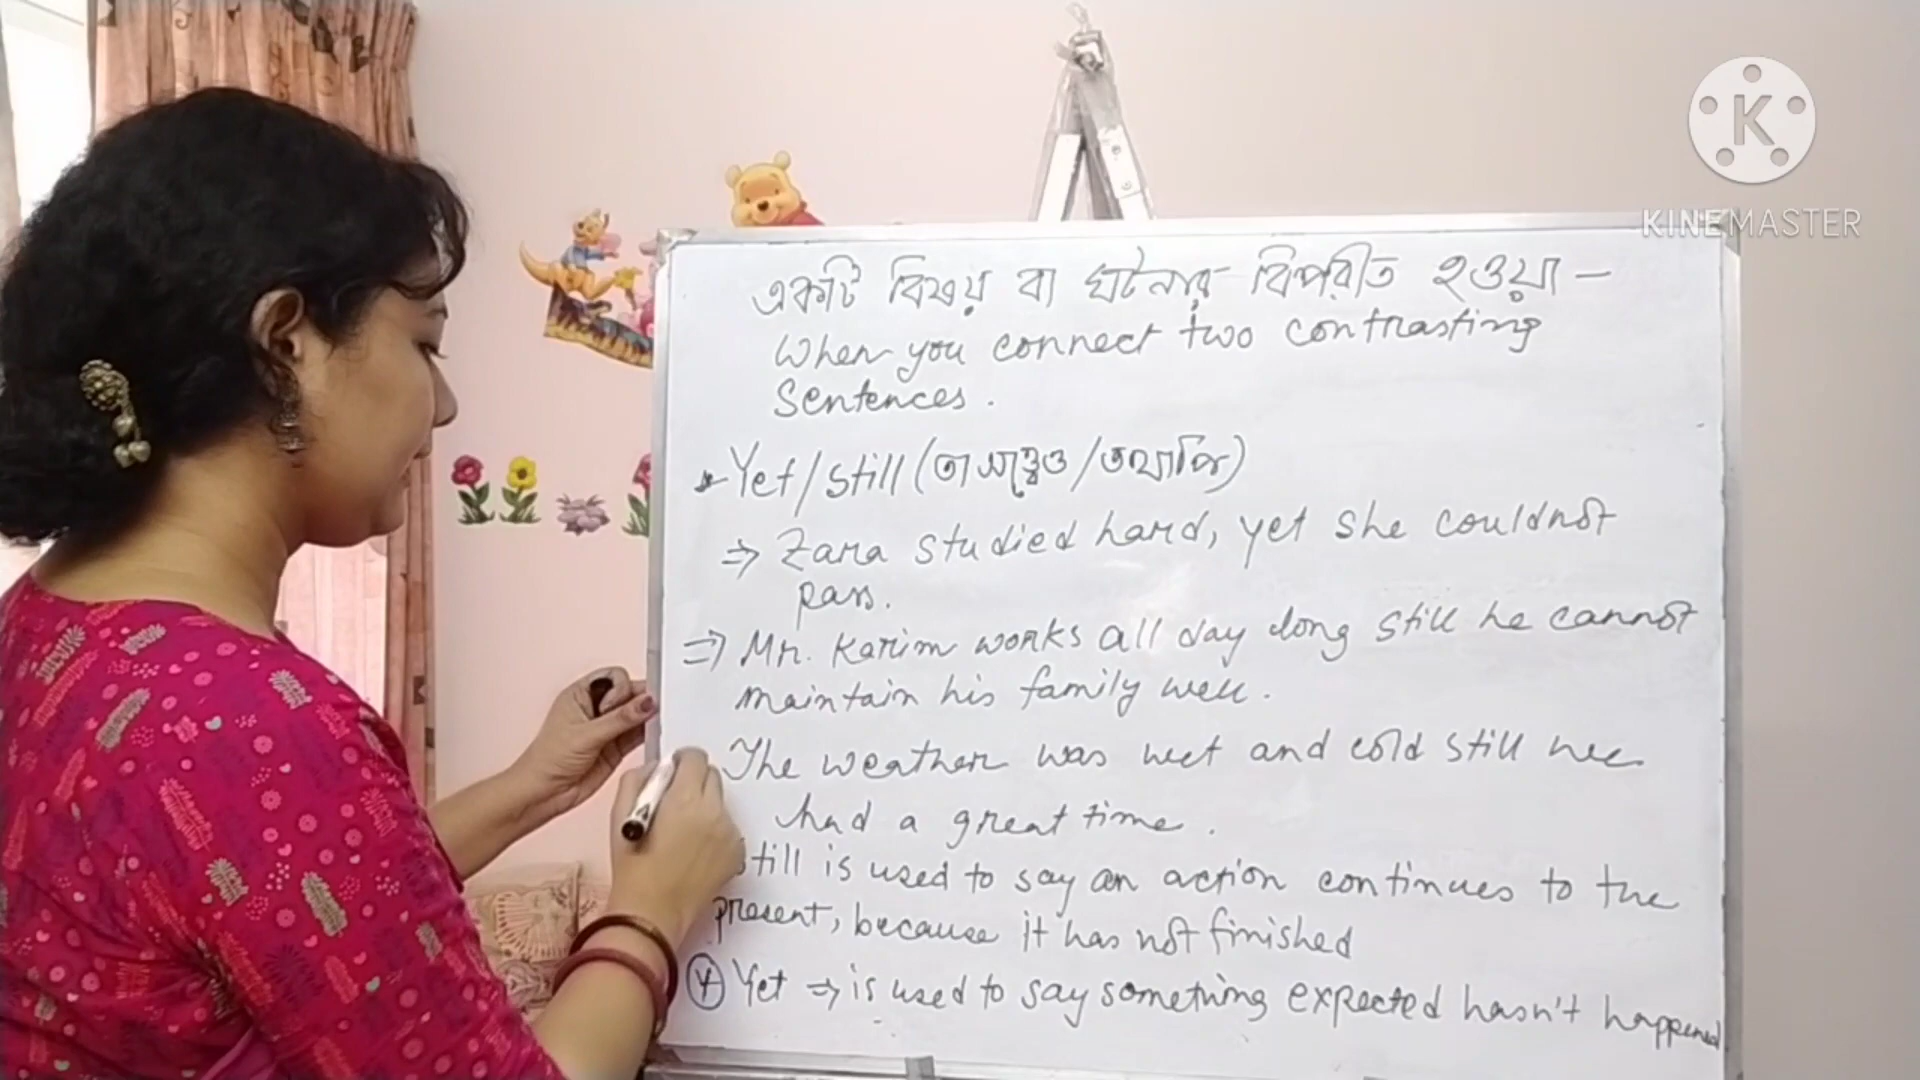 K
KINEMASTER
একটি বিষয় বা ঘটনার বিপরীত হওয়া –
When you connect two contrasting
sentences.
Yet/still (তা সত্ত্বেও/তথাপি)
⇒ Zara studied hard, yet she couldnot
pass.
⇒ Mr. Karim works all day long still he cannot
maintain his family well.
The weather was wet and cold still we
had a great time.
still is used to say an action continues to the
present, because it has not finished
Yet ⇒ is used to say something expected hasn't happened